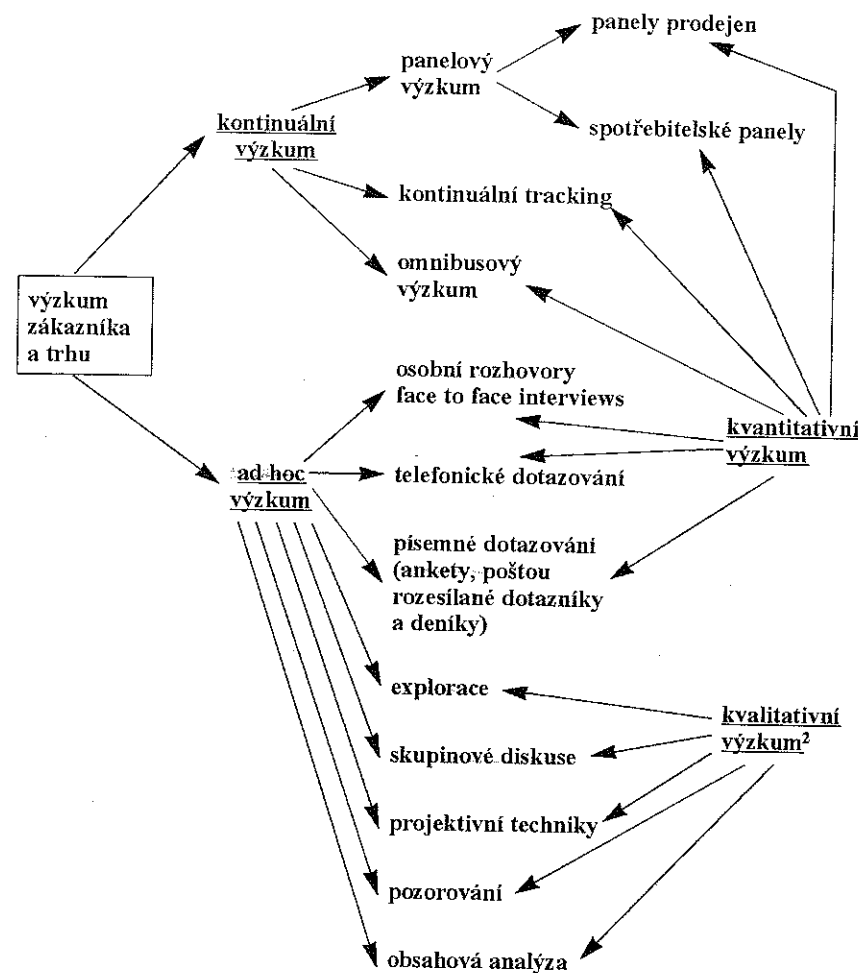 panely prodejen
panelový
výzkum
kontinuální
výzkum
spotřebitelské panely
kontinuální tracking
omnibusový
výzkum
výzkum
zákazníka
a trhu
osobní rozhovory
face to face interviews
kvantitativní
výzkum
ad hoc
výzkum
telefonické dotazování
písemné dotazování
(ankety, poštou
rozesílané dotazníky
a deníky)
explorace
kvalitativní
výzkum²
skupinové diskuse
projektivní techniky
pozorování
obsahová analýza